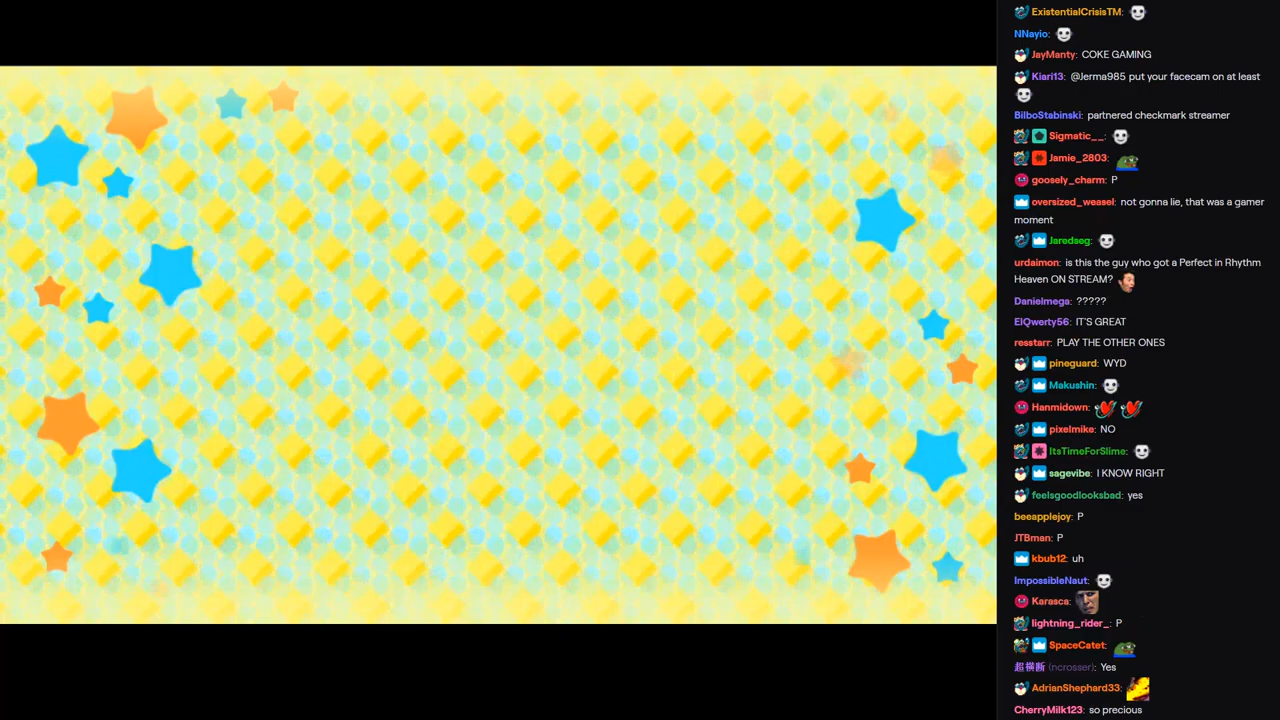 ExistentialCrisisTM:
NNayio:
JayManty: COKE GAMING
Kiari13: @Jerma985 put your facecam on at least
BilboStabinski: partnered checkmark streamer
Sigmatic__:
Jamie_2803:
goosely_charm: P
oversized_weasel: not gonna lie, that was a gamer
moment
Jaredseg:
urdaimon: is this the guy who got a Perfect in Rhythm
Heaven ON STREAM?
Danielmega: ?????
ElQwerty56: IT'S GREAT
resstarr: PLAY THE OTHER ONES
pineguard: WYD
Makushin:
Hanmidown:
pixelmike: NO
ItsTimeForSlime:
sagevibe: I KNOW RIGHT
feelsgoodlooksbad: yes
beeapplejoy: P
JTBman: P
kbub12: uh
ImpossibleNaut:
Karasca:
lightning_rider_: P
SpaceCatet:
超横断 (ncrosser): Yes
AdrianShephard33:
CherryMilk123: so precious